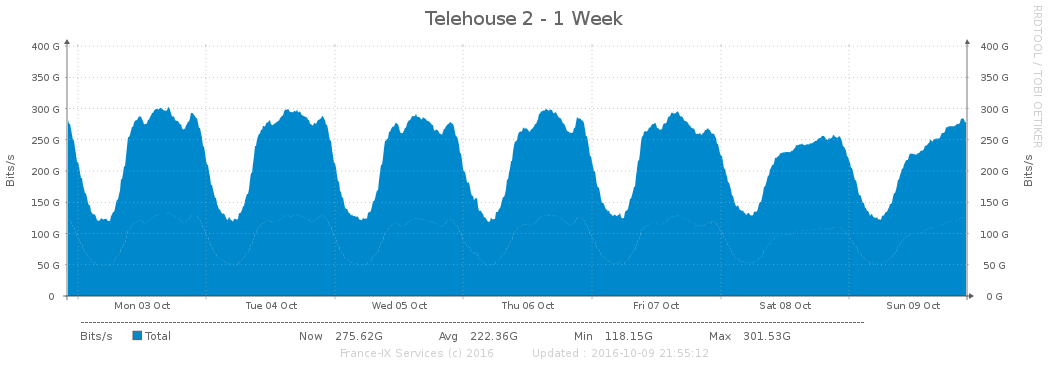 Telehouse 2 - 1 Week
RRDTOOL / TOBI OETIKER
400 G 400 G
350 G 350 G
300 G 300 G
250 G 250 G
200 G 200 G
150 G 150 G
100 G 100 G
50 G 50 G
0 0 G
Bits/s
Bits/s
Mon 03 Oct Tue 04 Oct Wed 05 Oct Thu 06 Oct Fri 07 Oct Sat 08 Oct Sun 09 Oct
Bits/s Total Now 275.62G Avg 222.36G Min 118.15G Max 301.53G
France-IX Services (c) 2016 Updated : 2016-10-09 21:55:12